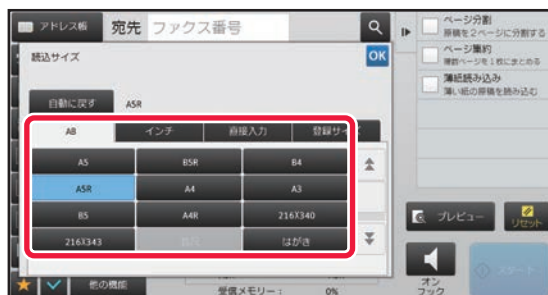 アドレス帳 宛先 ファックス番号
読込サイズ OK
自動に戻す A5R
AB インチ 直接入力 登録サイズ
A5 B5R B4
A5R A4 A3
B5 A4R 216X340
216X343 はがき
他の機能 受信メモリー: 0%
ページ分割
原稿を2ページに分割する
ページ集約
複数ページを1枚にまとめる
薄紙読み込み
薄い紙の原稿を読み込む
プレビュー
リセット
オン
フック
スタート